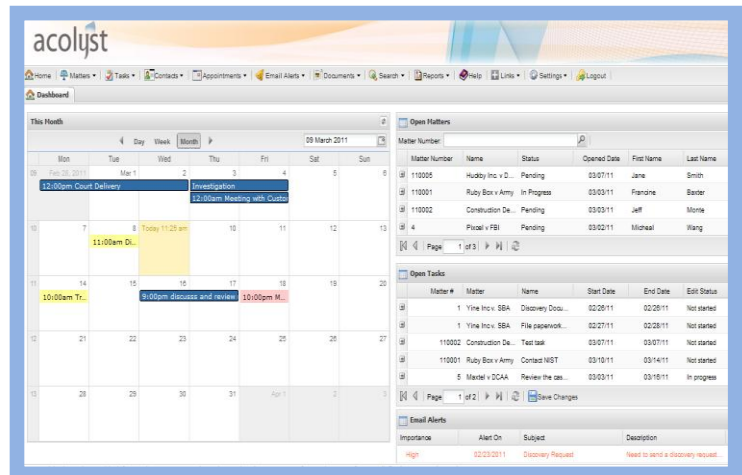 acolyst
Home Matters Tasks Contacts Appointments Email Alerts Documents Search Reports Help Links Settings Logout
Dashboard
This Month
Day Week Month 09 March 2011
Mon Tue Wed Thu Fri Sat Sun
09 Feb 28, 2011 Mar 1 2 3 4 5 6
12:00pm Court Delivery Investigation
12:00am Meeting with Custor
10 7 8 Today 11:25 am 10 11 12 13
11:00am Di...
11 14 15 16 17 18 19 20
10:00am Tr... 9:00pm discusss and review 10:00pm M...
12 21 22 23 24 25 26 27
13 28 29 30 31 Apr 1 2 3
Open Matters
Matter Number:
Matter Number Name Status Opened Date First Name Last Name
110005 Huckby Inc. v D... Pending 03/07/11 Jane Smith
110001 Ruby Box v Army In Progress 03/03/11 Francine Baxter
110002 Construction De... Pending 03/03/11 Jeff Monte
4 Pixcel v FBI Pending 03/02/11 Micheal Wang
Page 1 of 3
Open Tasks
Matter # Matter Name Start Date End Date Edit Status
1 Yine Inc v. SBA Discovery Docu... 02/26/11 02/26/11 Not started
1 Yine Inc v. SBA File paperwork... 02/27/11 02/28/11 Not started
110002 Construction De... Test task 03/07/11 03/07/11 Not started
110001 Ruby Box v Army Contact NIST 03/10/11 03/14/11 Not started
5 Maxtel v DCAA Review the cas... 03/03/11 03/16/11 In progress
Page 1 of 2 Save Changes
Email Alerts
Importance Alert On Subject Description
High 02/23/2011 Discovery Request Need to send a discovery request...